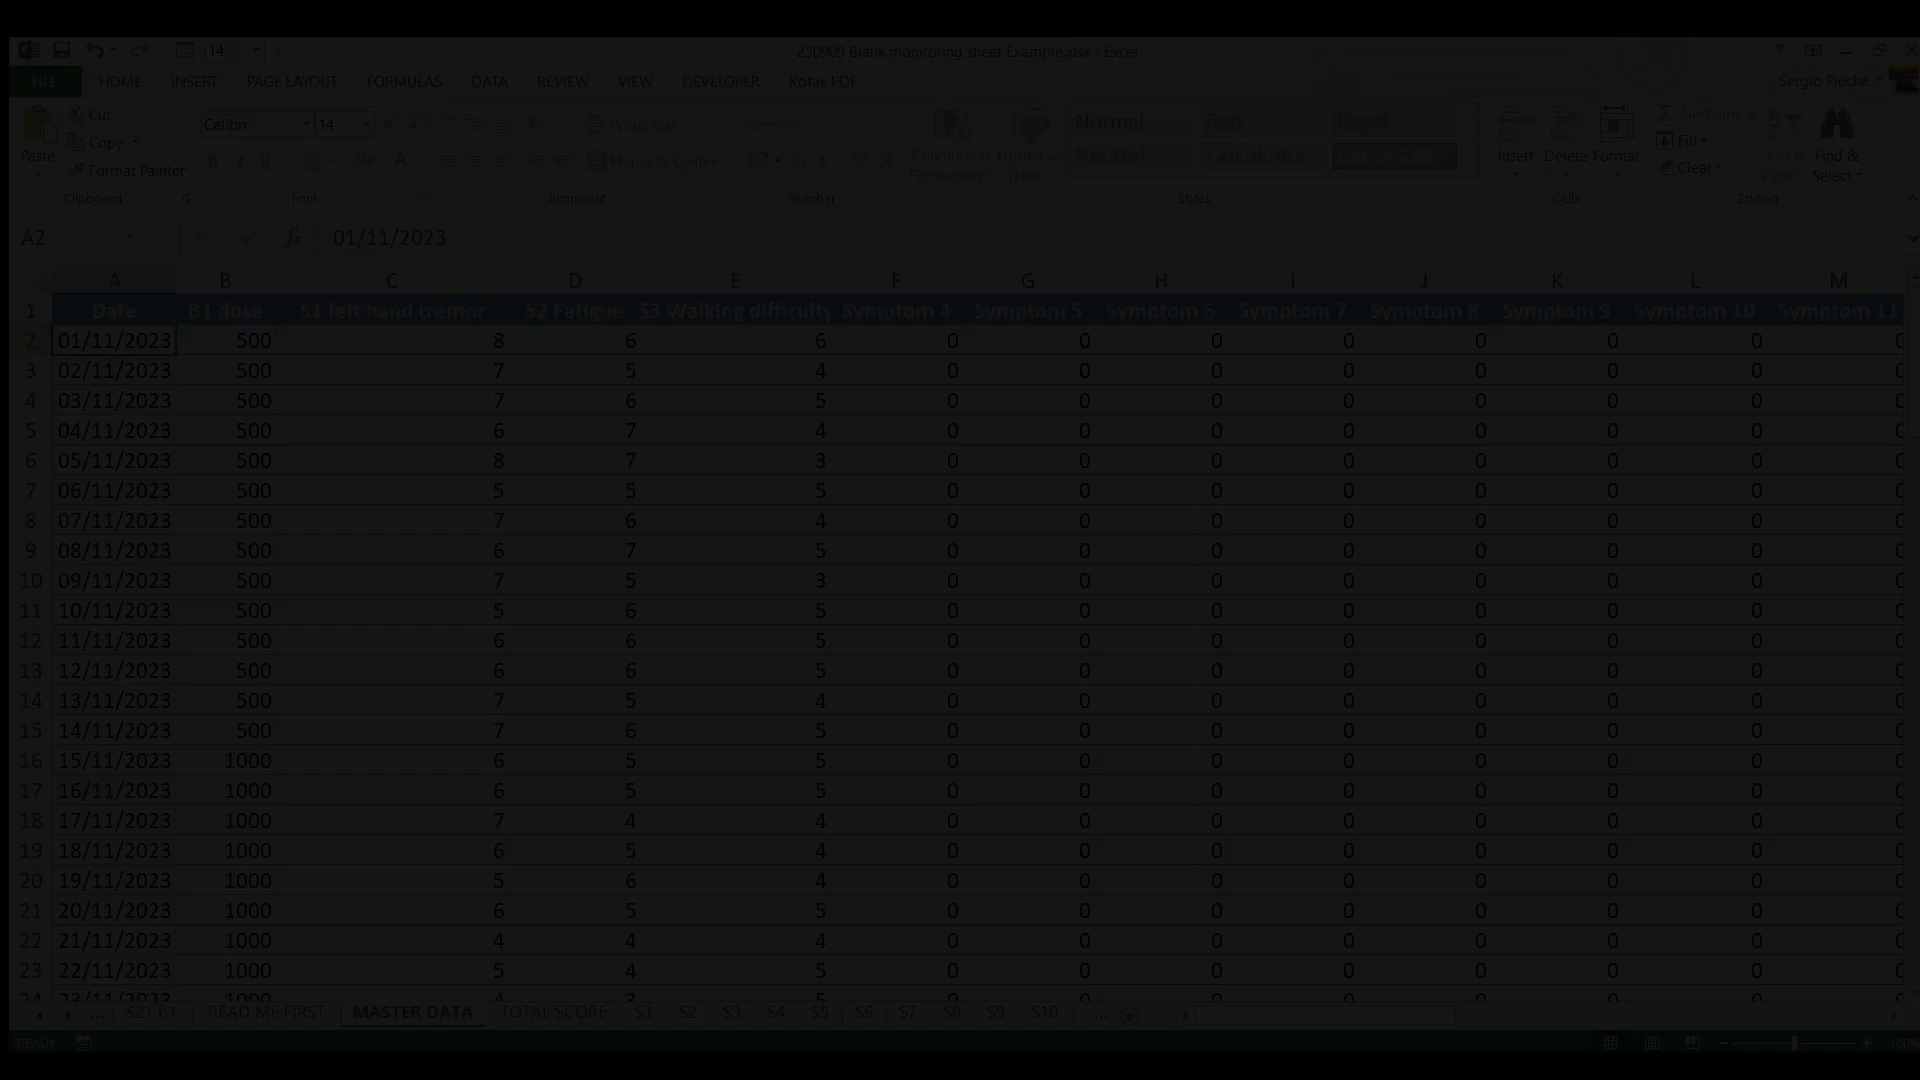 14
230909 Blank monitoring sheet Example.xlsx - Excel
FILE HOME INSERT PAGE LAYOUT FORMULAS DATA REVIEW VIEW DEVELOPER Kofax PDF Sergio Pieche
Cut
Copy
Format Painter
Paste
Clipboard
Calibri 14
B I U
Font
Wrap Text
Merge & Center
Alignment
General
%
Number
Conditional Formatting
Format as Table
Normal Bad Good
Neutral Calculation
Styles
Insert Delete Format
Cells
AutoSum
Fill
Clear
Sort & Filter
Find & Select
Editing
A2 fx 01/11/2023
A B C D E F G H I J K L M
1 Date B1 dose S1 left hand tremor S2 Fatigue S3 Walking difficulty Symptom 4 Symptom 5 Symptom 6 Symptom 7 Symptom 8 Symptom 9 Symptom 10 Symptom 11
2 01/11/2023 500 8 6 6 0 0 0 0 0 0 0 0
3 02/11/2023 500 7 5 4 0 0 0 0 0 0 0 0
4 03/11/2023 500 7 6 5 0 0 0 0 0 0 0 0
5 04/11/2023 500 6 7 4 0 0 0 0 0 0 0 0
6 05/11/2023 500 8 7 3 0 0 0 0 0 0 0 0
7 06/11/2023 500 5 5 5 0 0 0 0 0 0 0 0
8 07/11/2023 500 7 6 4 0 0 0 0 0 0 0 0
9 08/11/2023 500 6 7 5 0 0 0 0 0 0 0 0
10 09/11/2023 500 7 5 3 0 0 0 0 0 0 0 0
11 10/11/2023 500 5 6 5 0 0 0 0 0 0 0 0
12 11/11/2023 500 6 6 5 0 0 0 0 0 0 0 0
13 12/11/2023 500 6 6 5 0 0 0 0 0 0 0 0
14 13/11/2023 500 7 5 4 0 0 0 0 0 0 0 0
15 14/11/2023 500 7 6 5 0 0 0 0 0 0 0 0
16 15/11/2023 1000 6 5 5 0 0 0 0 0 0 0 0
17 16/11/2023 1000 6 5 5 0 0 0 0 0 0 0 0
18 17/11/2023 1000 7 4 4 0 0 0 0 0 0 0 0
19 18/11/2023 1000 6 5 4 0 0 0 0 0 0 0 0
20 19/11/2023 1000 5 6 4 0 0 0 0 0 0 0 0
21 20/11/2023 1000 6 5 5 0 0 0 0 0 0 0 0
22 21/11/2023 1000 4 4 4 0 0 0 0 0 0 0 0
23 22/11/2023 1000 5 4 5 0 0 0 0 0 0 0 0
24 23/11/2023 1000 4 3 5 0 0 0 0 0 0 0 0
... S21 b1 READ ME FIRST MASTER DATA TOTAL SCORE S1 S2 S3 S4 S5 S6 S7 S8 S9 S10 ...
READY 100%